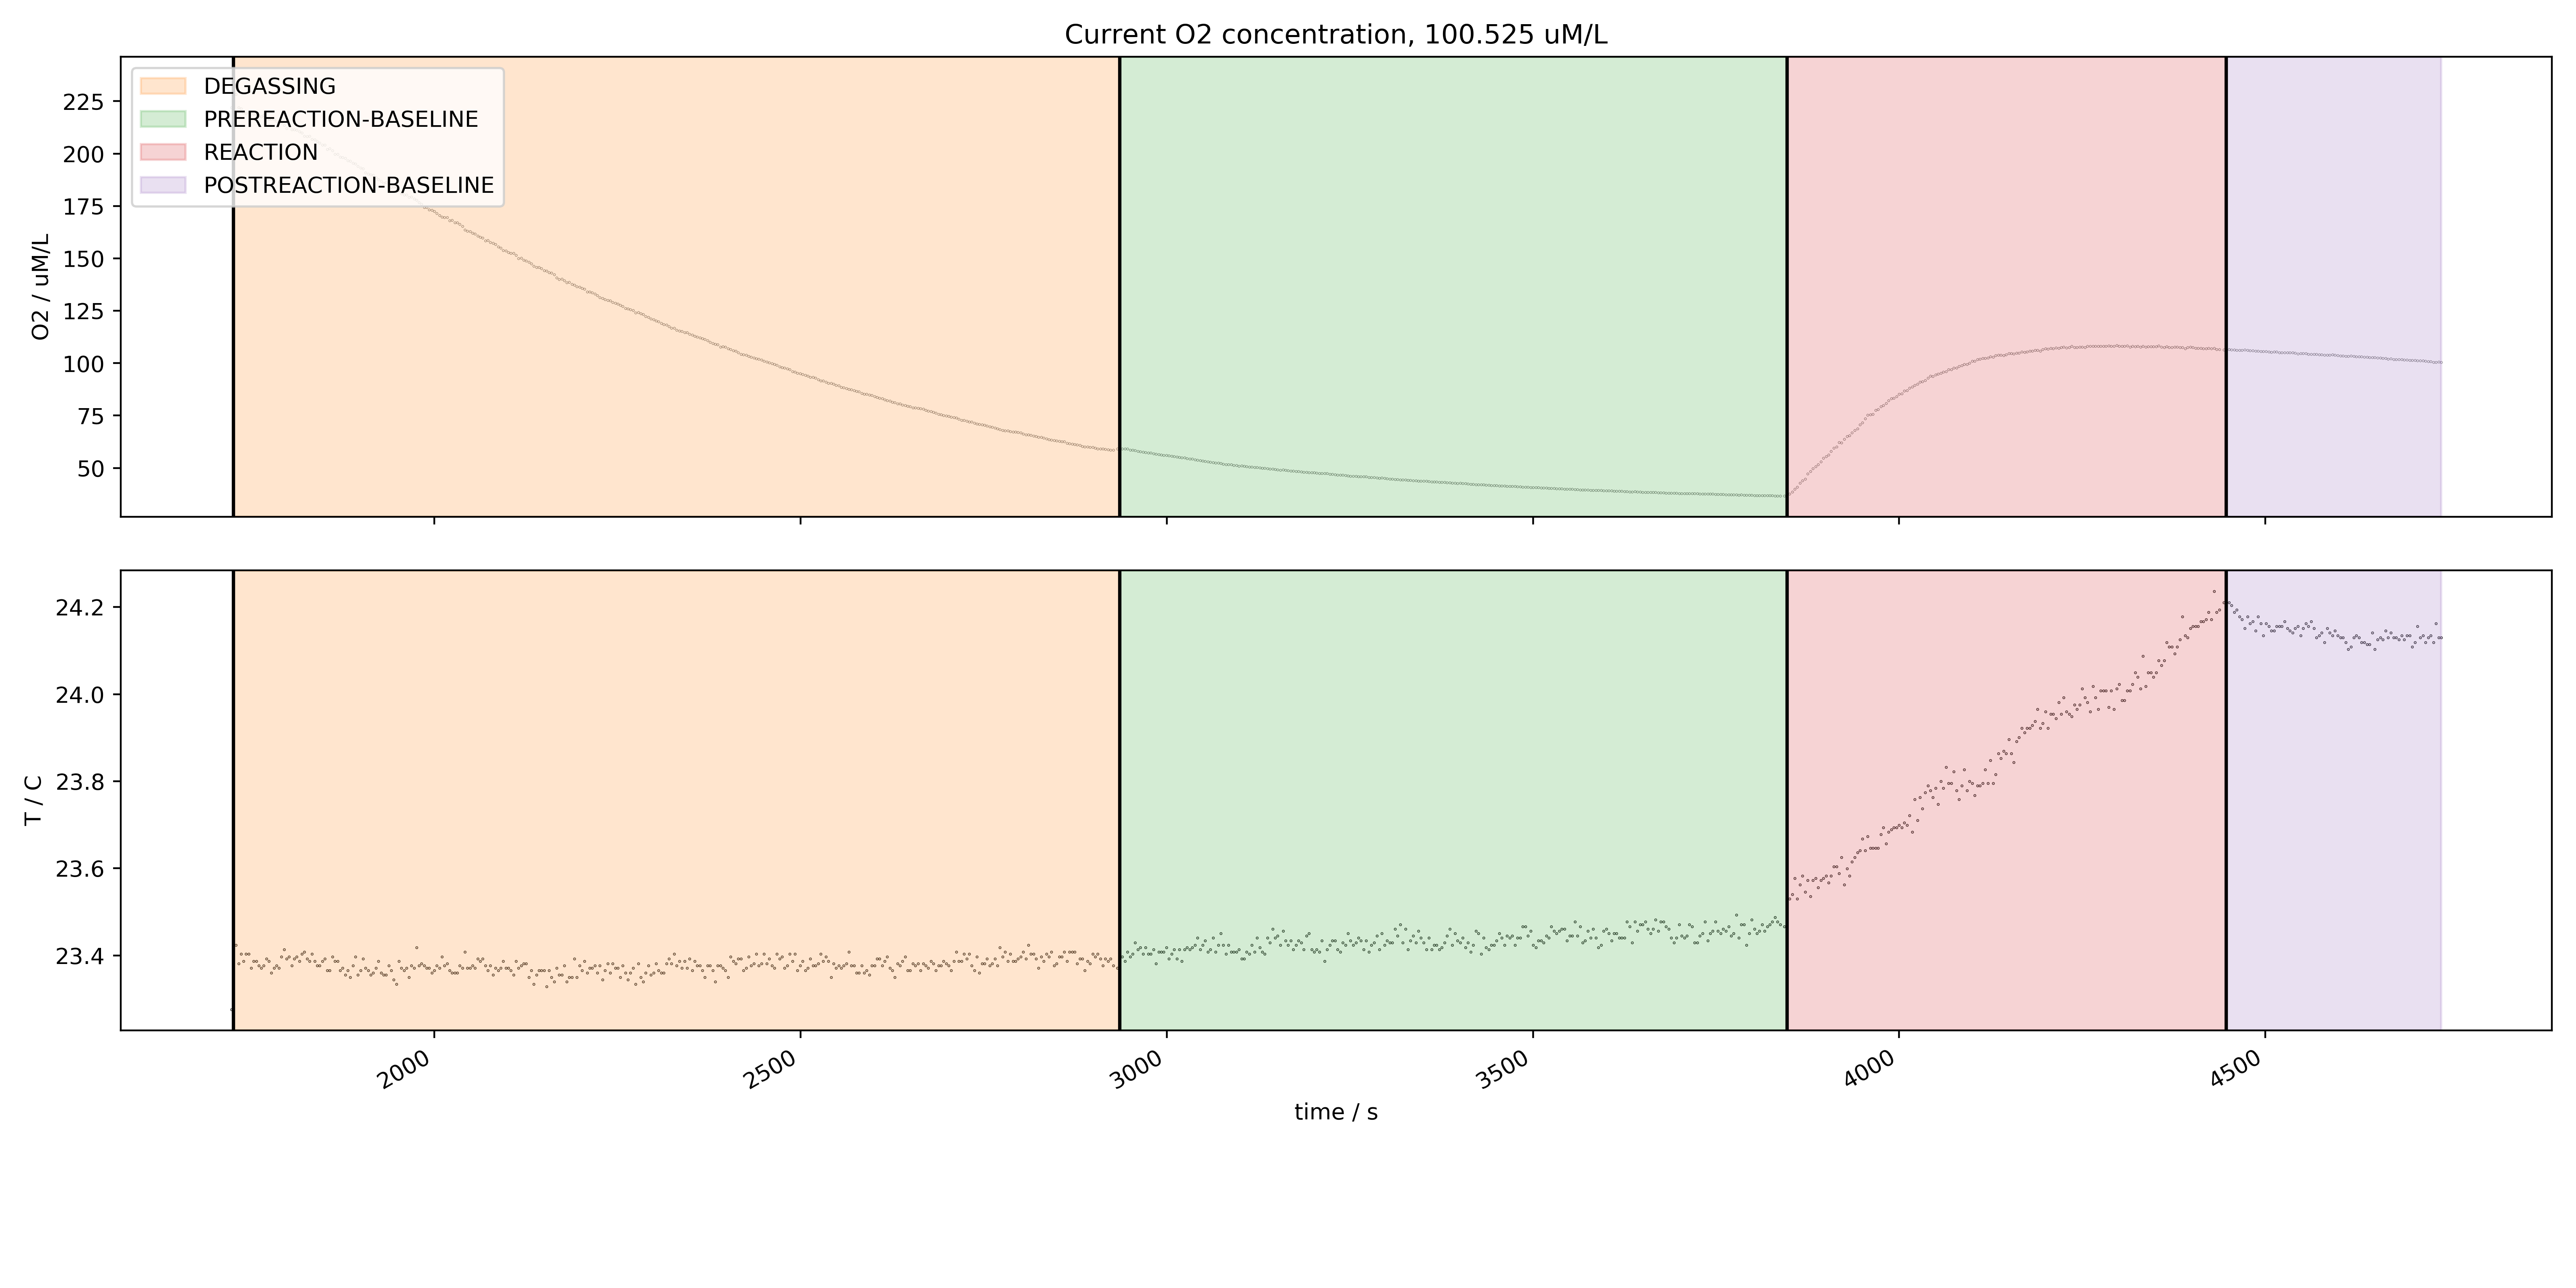 Current O2 concentration, 100.525 uM/L
DEGASSING
PREREACTION-BASELINE
REACTION
POSTREACTION-BASELINE
O2 / uM/L
225
200
175
150
125
100
75
50
T / C
24.2
24.0
23.8
23.6
23.4
2000
2500
3000
3500
4000
4500
time / s